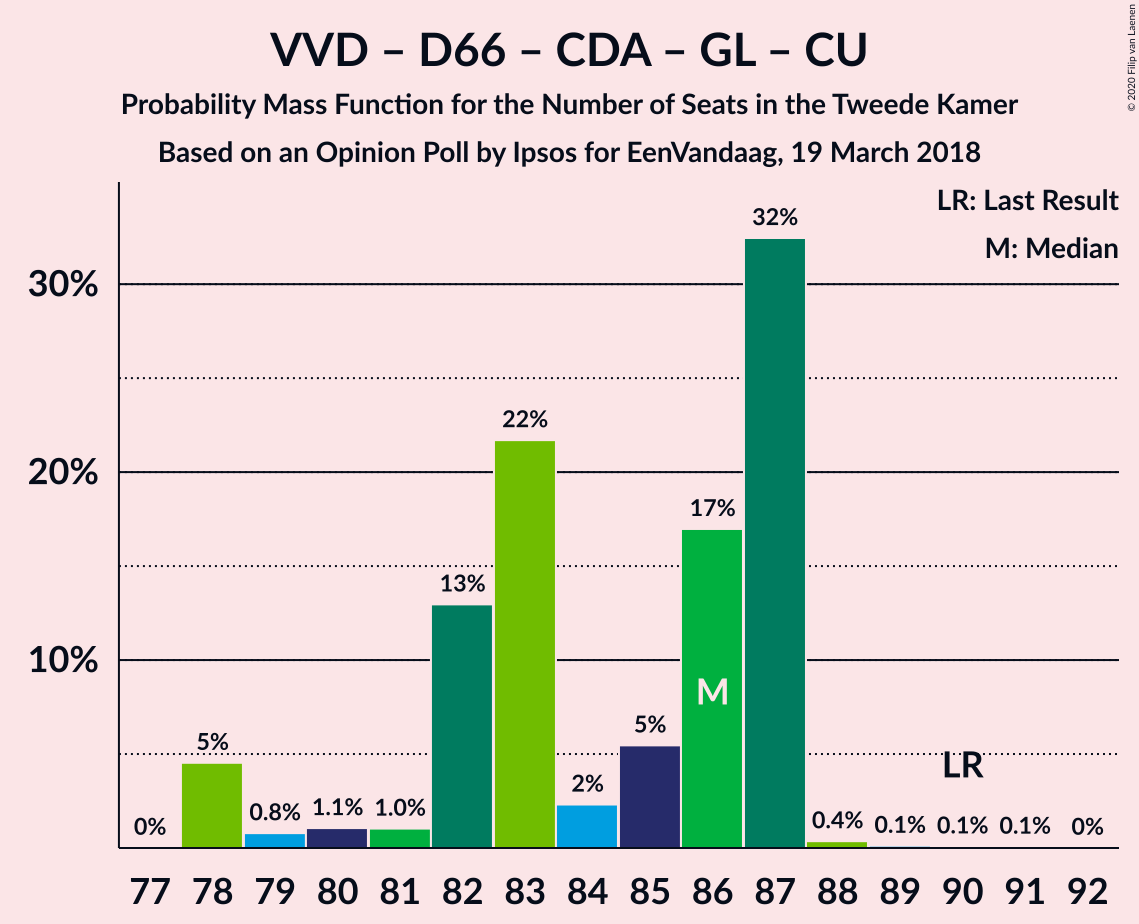 VVD – D66 – CDA – GL – CU
Probability Mass Function for the Number of Seats in the Tweede Kamer
Based on an Opinion Poll by Ipsos for EenVandaag, 19 March 2018
© 2020 Filip van Laenen
LR: Last Result
M: Median
30%
20%
10%
0%
5%
0.8%
1.1%
1.0%
13%
22%
2%
5%
17%
32%
0.4%
0.1%
0.1%
0.1%
0%
M
LR
77 78 79 80 81 82 83 84 85 86 87 88 89 90 91 92